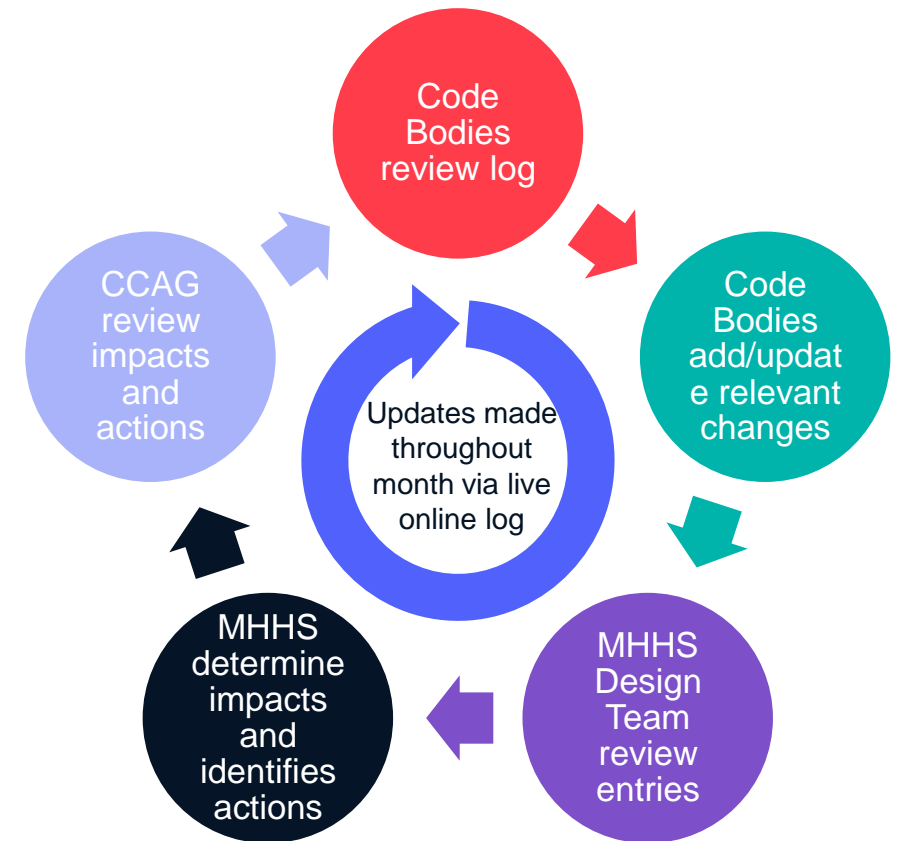 Code
Bodies
review log
Code
Bodies
add/updat
e relevant
changes
MHHS
Design
Team
review
entries
MHHS
determine
impacts
and
identifies
actions
CCAG
review
impacts
and
actions
Updates made
throughout
month via live
online log